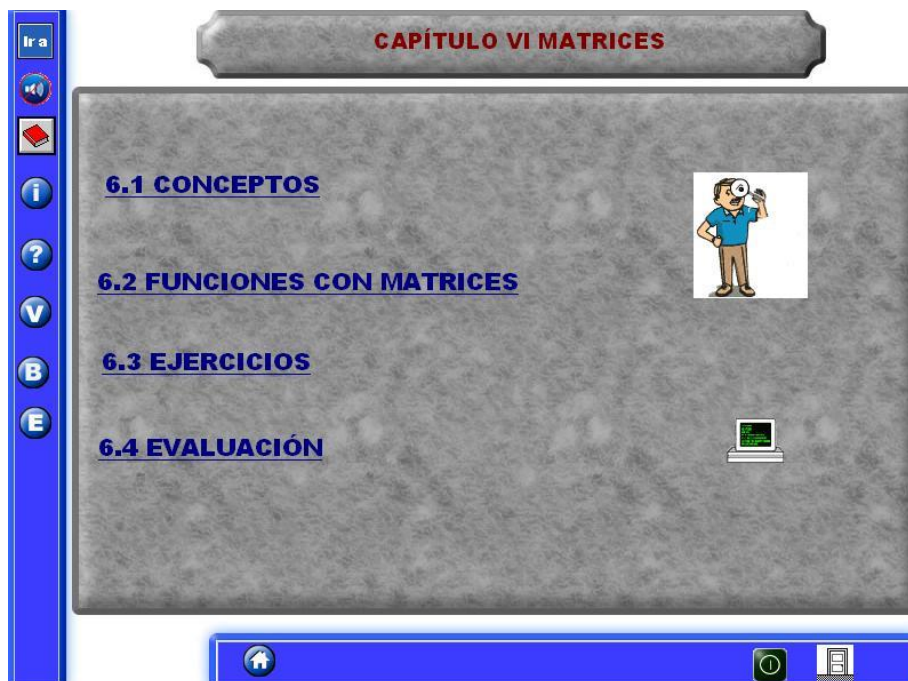 Ir a
CAPÍTULO VI MATRICES
6.1 CONCEPTOS
6.2 FUNCIONES CON MATRICES
6.3 EJERCICIOS
6.4 EVALUACIÓN
i
?
V
B
E